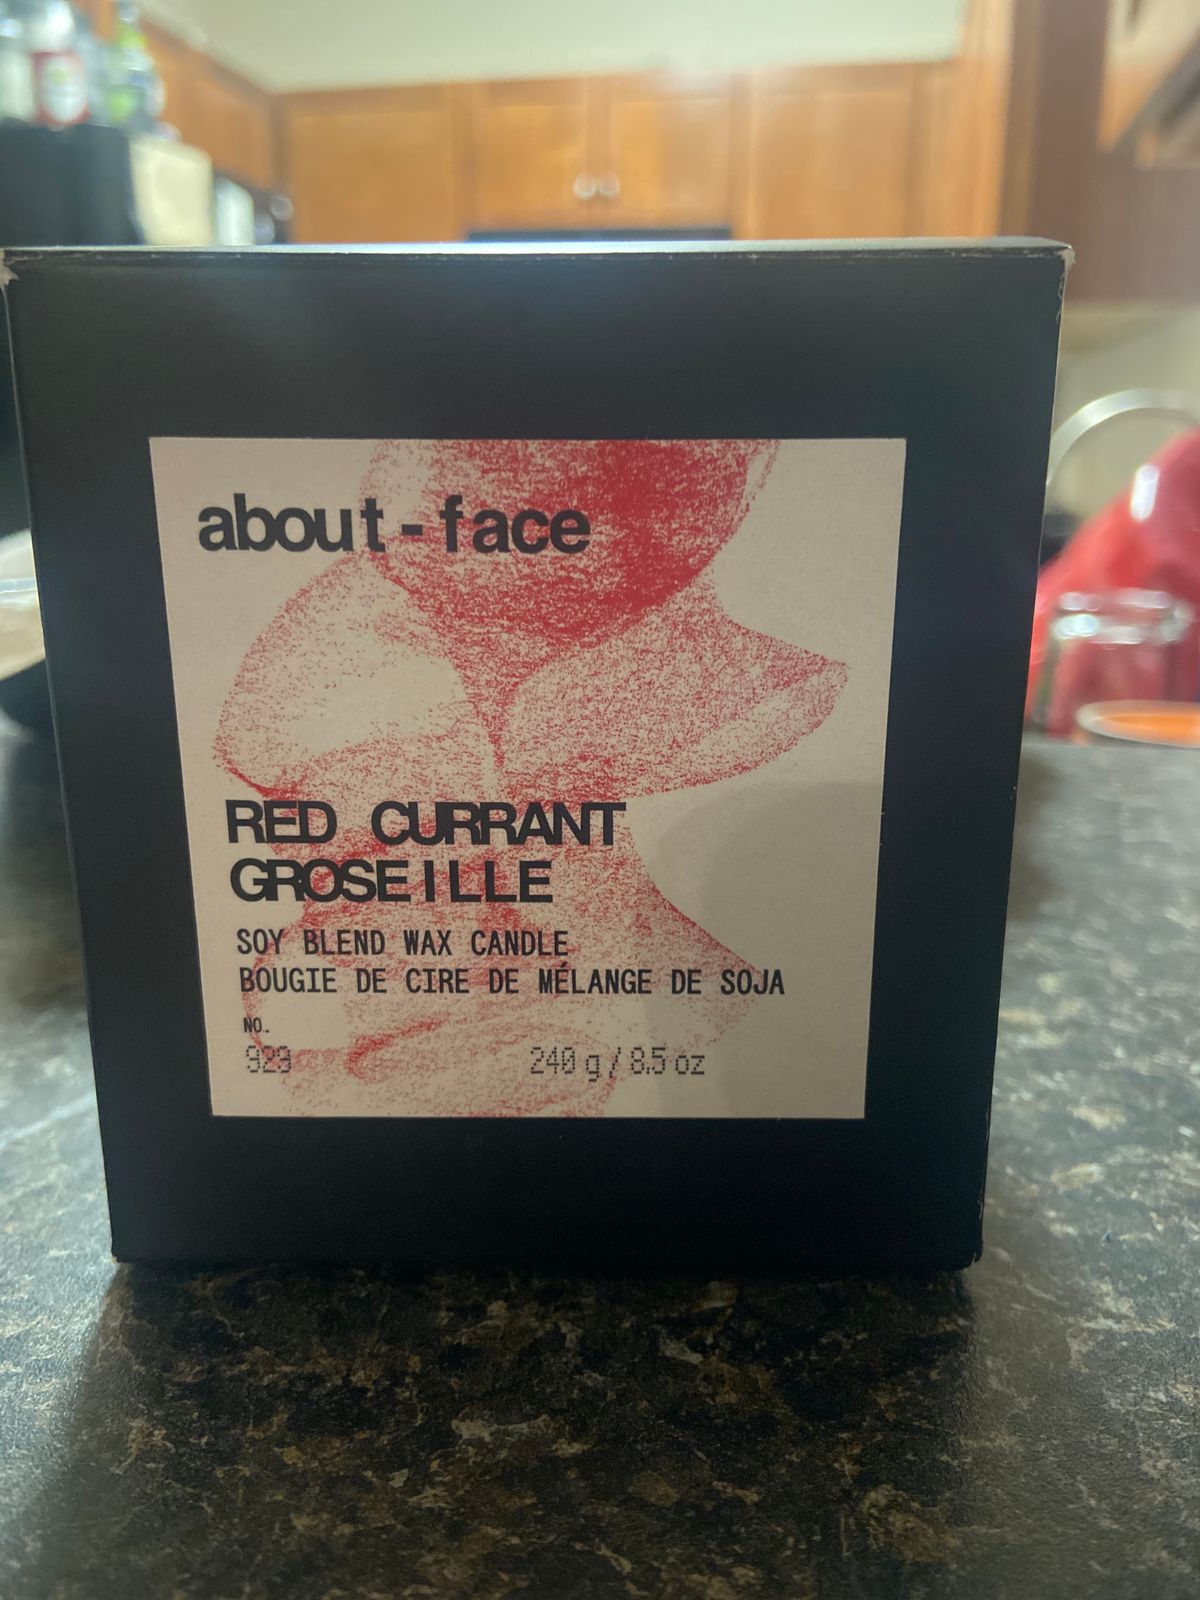 about-face
RED CURRANT
GROSEILLE
SOY BLEND WAX CANDLE
BOUGIE DE CIRE DE MÉLANGE DE SOJA
NO.
929 240 g / 8.5 oz